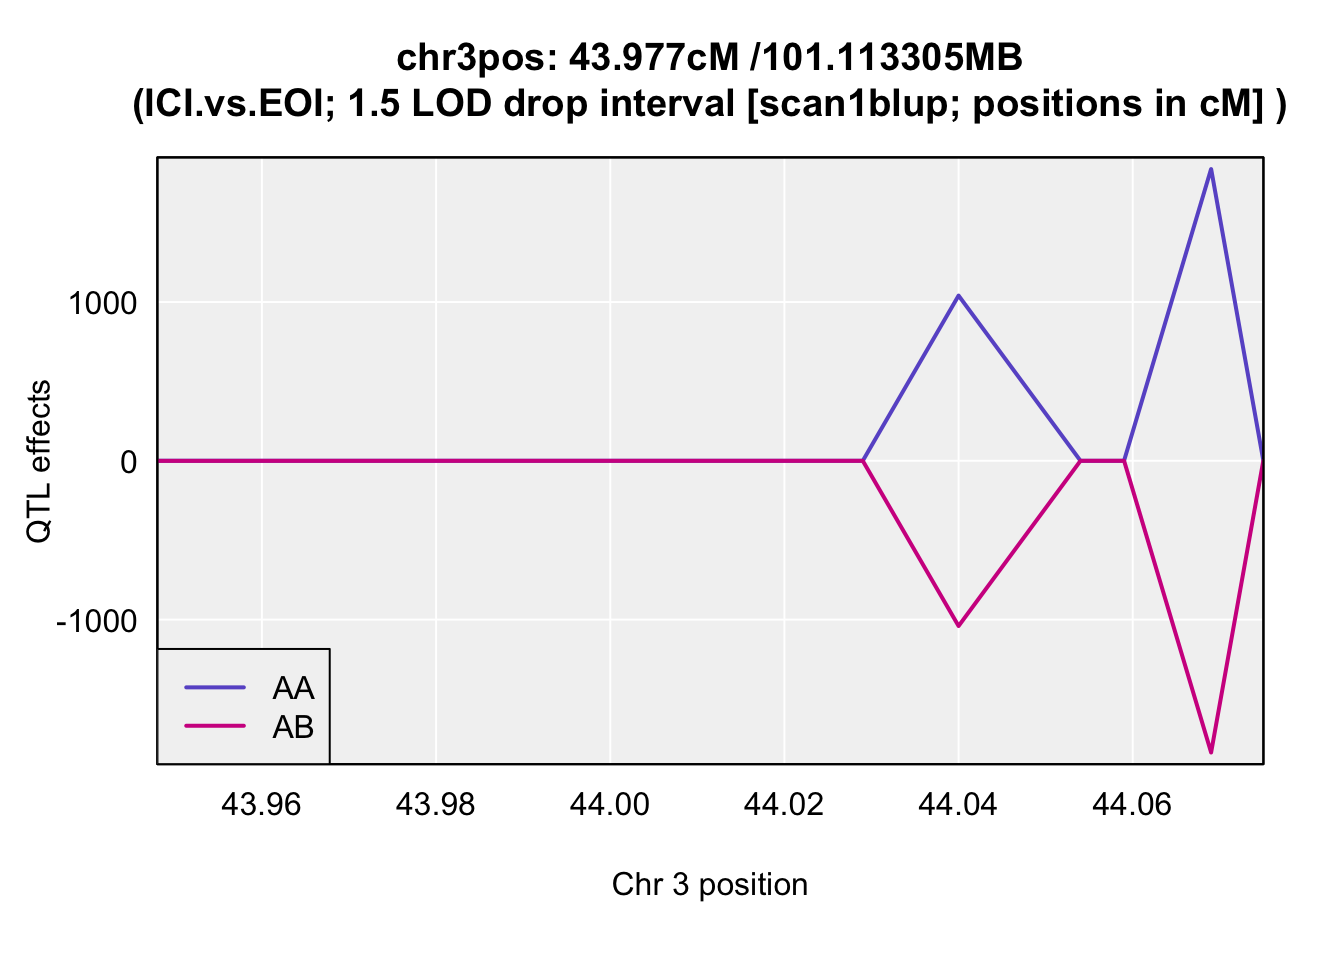 chr3pos: 43.977cM /101.113305MB
(ICI.vs.EOI; 1.5 LOD drop interval [scan1blup; positions in cM] )
QTL effects
1000
0
-1000
AA
AB
43.96 43.98 44.00 44.02 44.04 44.06
Chr 3 position